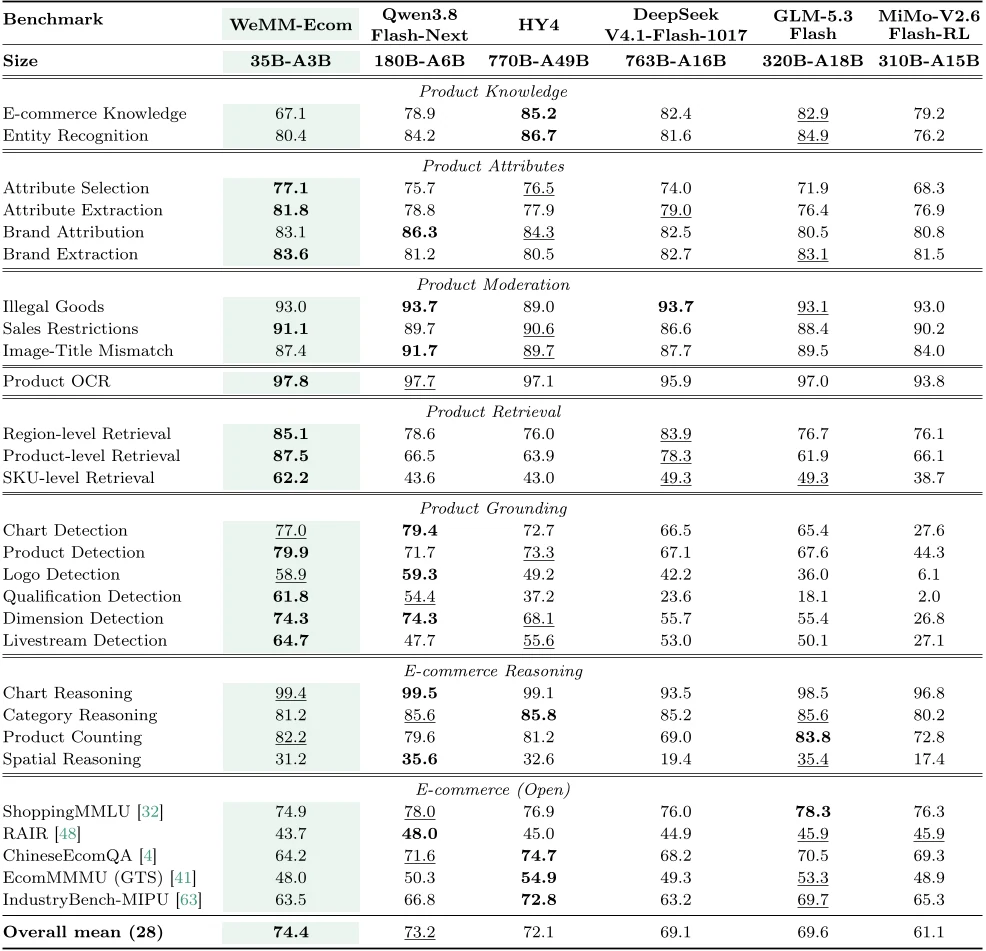 Benchmark WeMM-Ecom Qwen3.8 Flash-Next HY4 DeepSeek V4.1-Flash-1017 GLM-5.3 Flash MiMo-V2.6 Flash-RL
Size 35B-A3B 180B-A6B 770B-A49B 763B-A16B 320B-A18B 310B-A15B
Product Knowledge
E-commerce Knowledge 67.1 78.9 85.2 82.4 82.9 79.2
Entity Recognition 80.4 84.2 86.7 81.6 84.9 76.2
Product Attributes
Attribute Selection 77.1 75.7 76.5 74.0 71.9 68.3
Attribute Extraction 81.8 78.8 77.9 79.0 76.4 76.9
Brand Attribution 83.1 86.3 84.3 82.5 80.5 80.8
Brand Extraction 83.6 81.2 80.5 82.7 83.1 81.5
Product Moderation
Illegal Goods 93.0 93.7 89.0 93.7 93.1 93.0
Sales Restrictions 91.1 89.7 90.6 86.6 88.4 90.2
Image-Title Mismatch 87.4 91.7 89.7 87.7 89.5 84.0
Product OCR 97.8 97.7 97.1 95.9 97.0 93.8
Product Retrieval
Region-level Retrieval 85.1 78.6 76.0 83.9 76.7 76.1
Product-level Retrieval 87.5 66.5 63.9 78.3 61.9 66.1
SKU-level Retrieval 62.2 43.6 43.0 49.3 49.3 38.7
Product Grounding
Chart Detection 77.0 79.4 72.7 66.5 65.4 27.6
Product Detection 79.9 71.7 73.3 67.1 67.6 44.3
Logo Detection 58.9 59.3 49.2 42.2 36.0 6.1
Qualification Detection 61.8 54.4 37.2 23.6 18.1 2.0
Dimension Detection 74.3 74.3 68.1 55.7 55.4 26.8
Livestream Detection 64.7 47.7 55.6 53.0 50.1 27.1
E-commerce Reasoning
Chart Reasoning 99.4 99.5 99.1 93.5 98.5 96.8
Category Reasoning 81.2 85.6 85.8 85.2 85.6 80.2
Product Counting 82.2 79.6 81.2 69.0 83.8 72.8
Spatial Reasoning 31.2 35.6 32.6 19.4 35.4 17.4
E-commerce (Open)
ShoppingMMLU [32] 74.9 78.0 76.9 76.0 78.3 76.3
RAIR [48] 43.7 48.0 45.0 44.9 45.9 45.9
ChineseEcomQA [4] 64.2 71.6 74.7 68.2 70.5 69.3
EcomMMMU (GTS) [41] 48.0 50.3 54.9 49.3 53.3 48.9
IndustryBench-MIPU [63] 63.5 66.8 72.8 63.2 69.7 65.3
Overall mean (28) 74.4 73.2 72.1 69.1 69.6 61.1